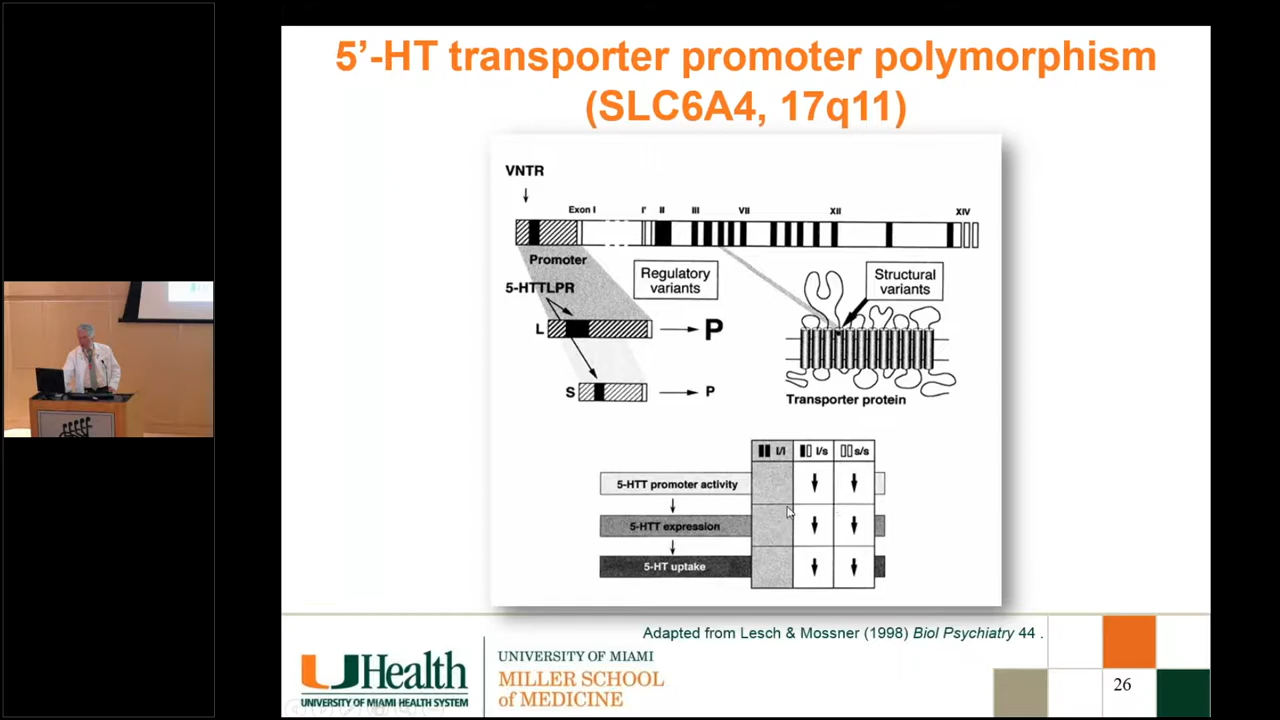 5’-HT transporter promoter polymorphism
(SLC6A4, 17q11)
VNTR
Exon I
I'
II
III
VII
XII
XIV
Promoter
Regulatory
variants
Structural
variants
5-HTTLPR
L
P
S
P
Transporter protein
l/l
l/s
s/s
5-HTT promoter activity
5-HTT expression
5-HT uptake
Adapted from Lesch & Mossner (1998) Biol Psychiatry 44 .
UHealth
UNIVERSITY OF MIAMI HEALTH SYSTEM
UNIVERSITY OF MIAMI
MILLER SCHOOL
of MEDICINE
26